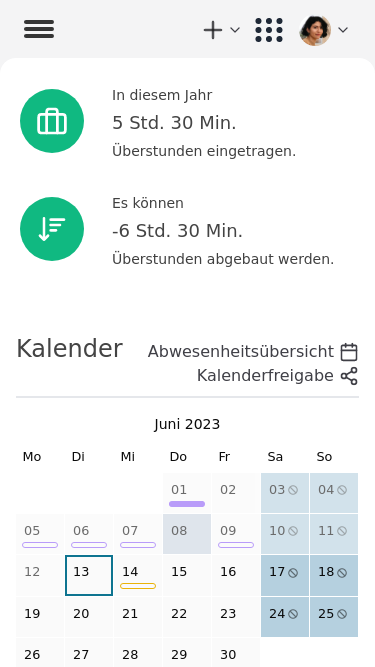 In diesem Jahr
5 Std. 30 Min.
Überstunden eingetragen.
Es können
-6 Std. 30 Min.
Überstunden abgebaut werden.
Kalender
Abwesenheitsübersicht
Kalenderfreigabe
Juni 2023
Mo Di Mi Do Fr Sa So
01 02 03 04
05 06 07 08 09 10 11
12 13 14 15 16 17 18
19 20 21 22 23 24 25
26 27 28 29 30